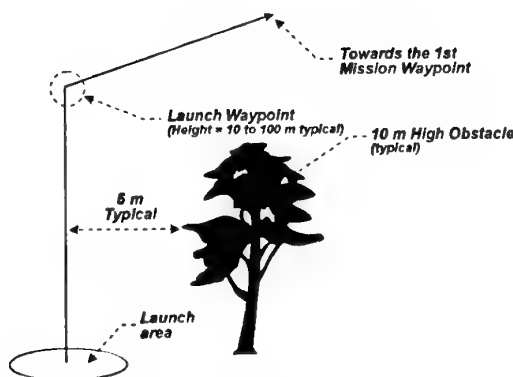 Towards the 1st
Mission Waypoint
Launch Waypoint
(Height = 10 to 100 m typical)
10 m High Obstacle
(typical)
5 m
Typical
Launch
area